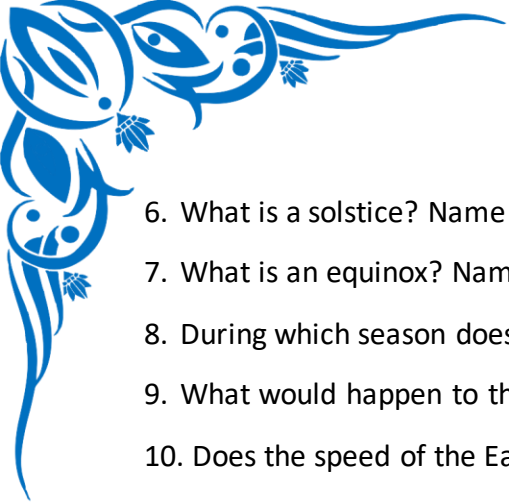 6. What is a solstice? Name
7. What is an equinox? Nam
8. During which season does
9. What would happen to th
10. Does the speed of the Ea